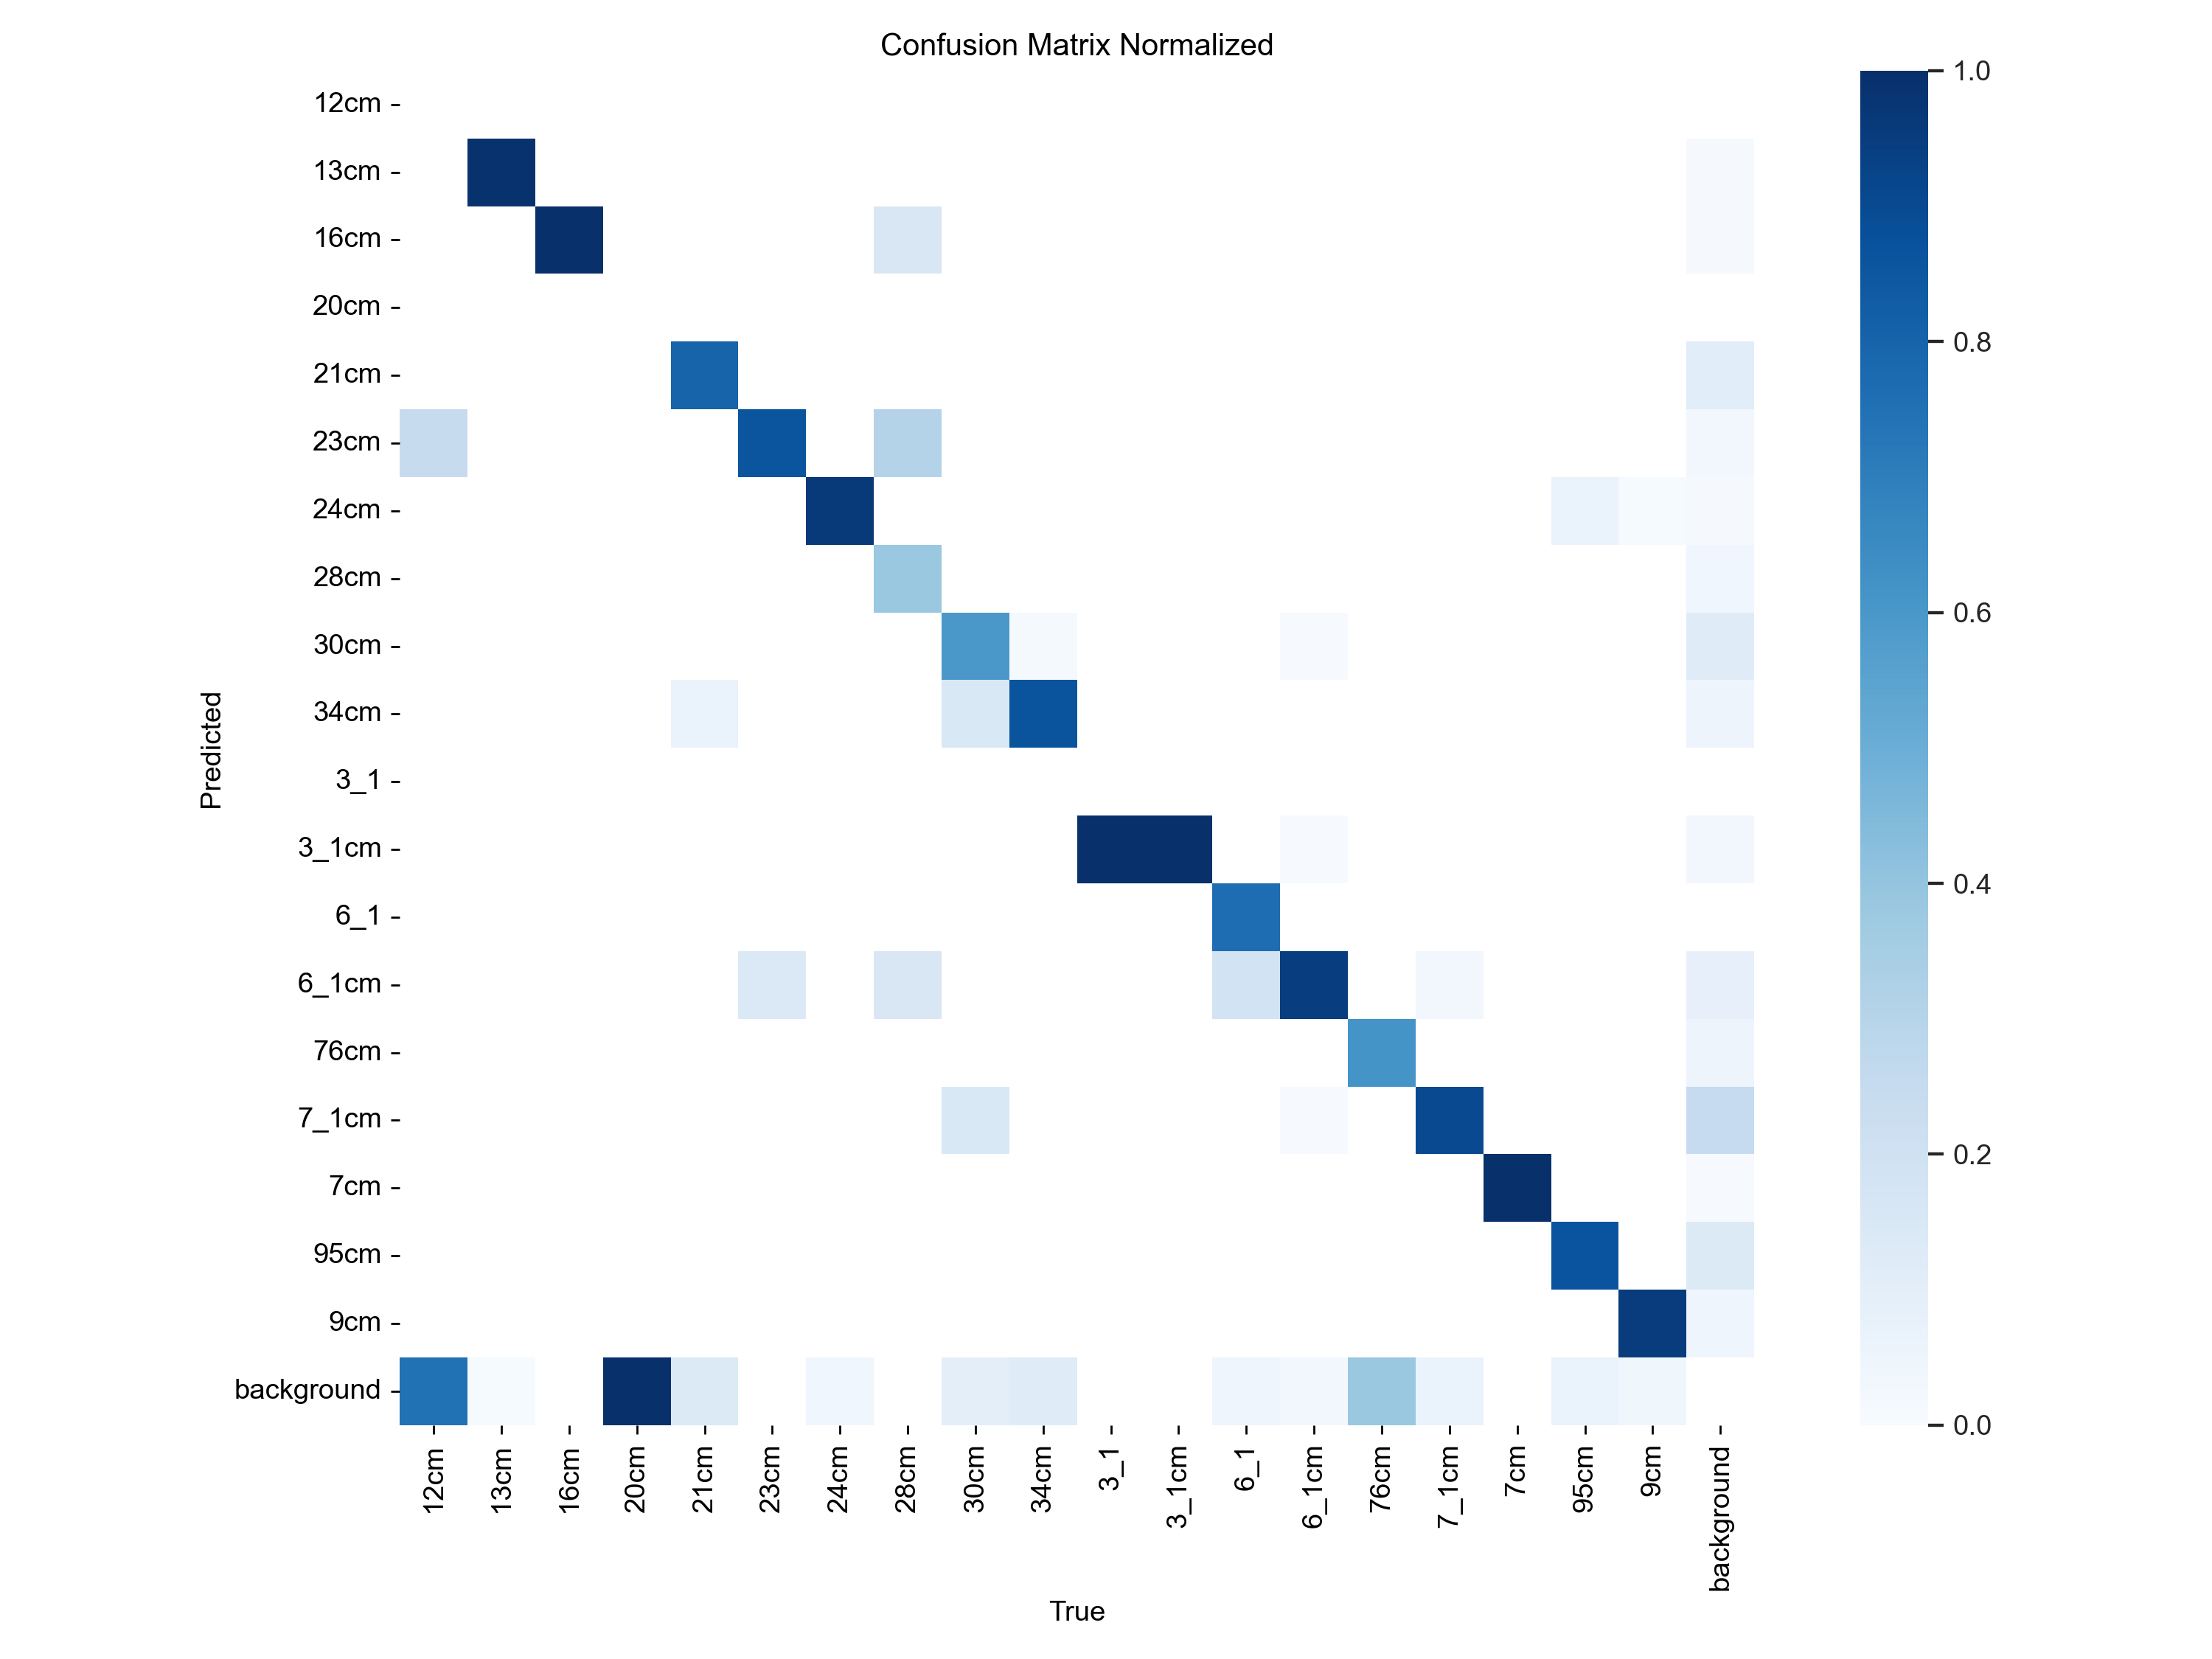 Confusion Matrix Normalized
12cm
13cm
16cm
20cm
21cm
23cm
24cm
28cm
30cm
34cm
3_1
3_1cm
6_1
6_1cm
76cm
7_1cm
7cm
95cm
9cm
background
Predicted
12cm
13cm
16cm
20cm
21cm
23cm
24cm
28cm
30cm
34cm
3_1
3_1cm
6_1
6_1cm
76cm
7_1cm
7cm
95cm
9cm
background
True
1.0
0.8
0.6
0.4
0.2
0.0